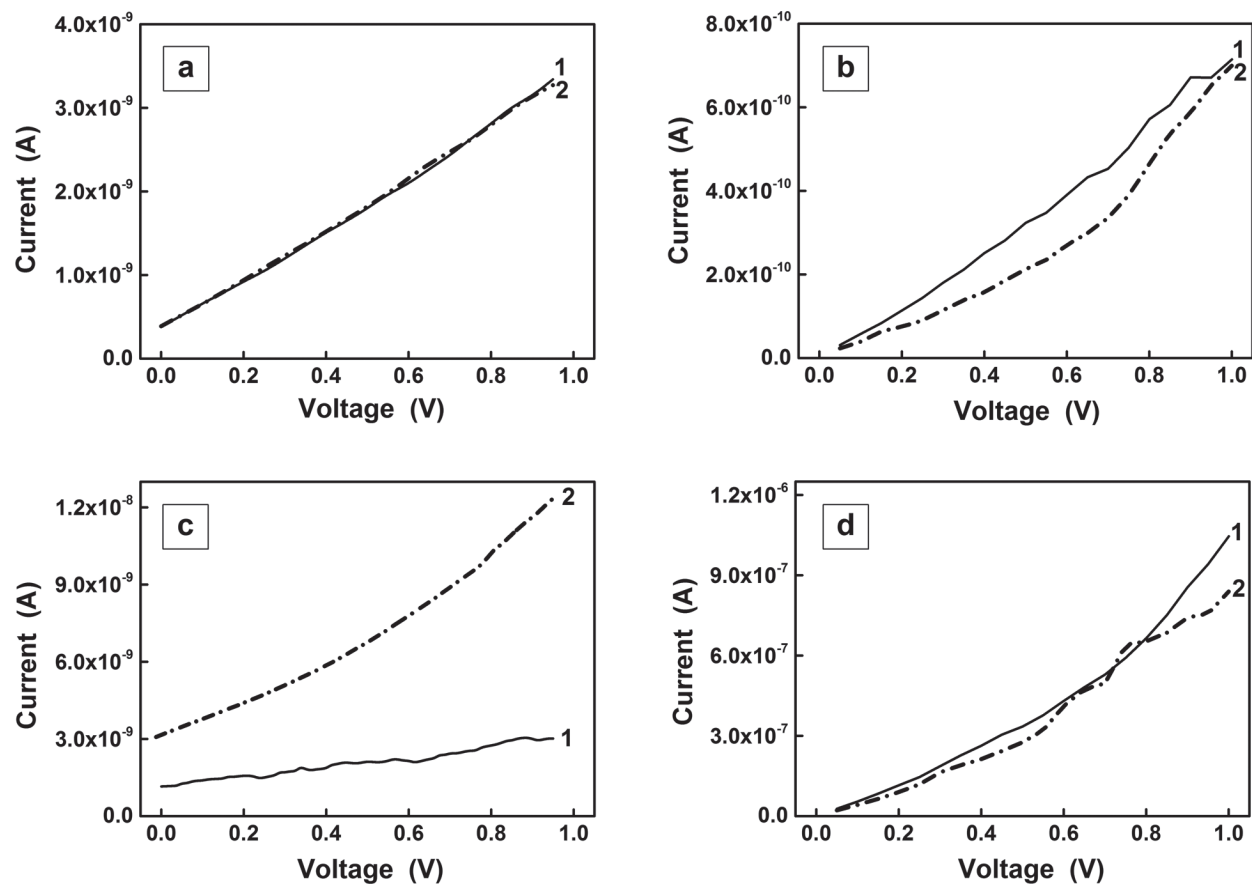 a
4.0x10⁻⁹
3.0x10⁻⁹
2.0x10⁻⁹
1.0x10⁻⁹
0.0
Current (A)
1
2
0.0 0.2 0.4 0.6 0.8 1.0
Voltage (V)
b
8.0x10⁻¹⁰
6.0x10⁻¹⁰
4.0x10⁻¹⁰
2.0x10⁻¹⁰
0.0
Current (A)
1
2
0.0 0.2 0.4 0.6 0.8 1.0
Voltage (V)
c
1.2x10⁻⁸
9.0x10⁻⁹
6.0x10⁻⁹
3.0x10⁻⁹
0.0
Current (A)
2
1
0.0 0.2 0.4 0.6 0.8 1.0
Voltage (V)
d
1.2x10⁻⁶
9.0x10⁻⁷
6.0x10⁻⁷
3.0x10⁻⁷
0.0
Current (A)
1
2
0.0 0.2 0.4 0.6 0.8 1.0
Voltage (V)